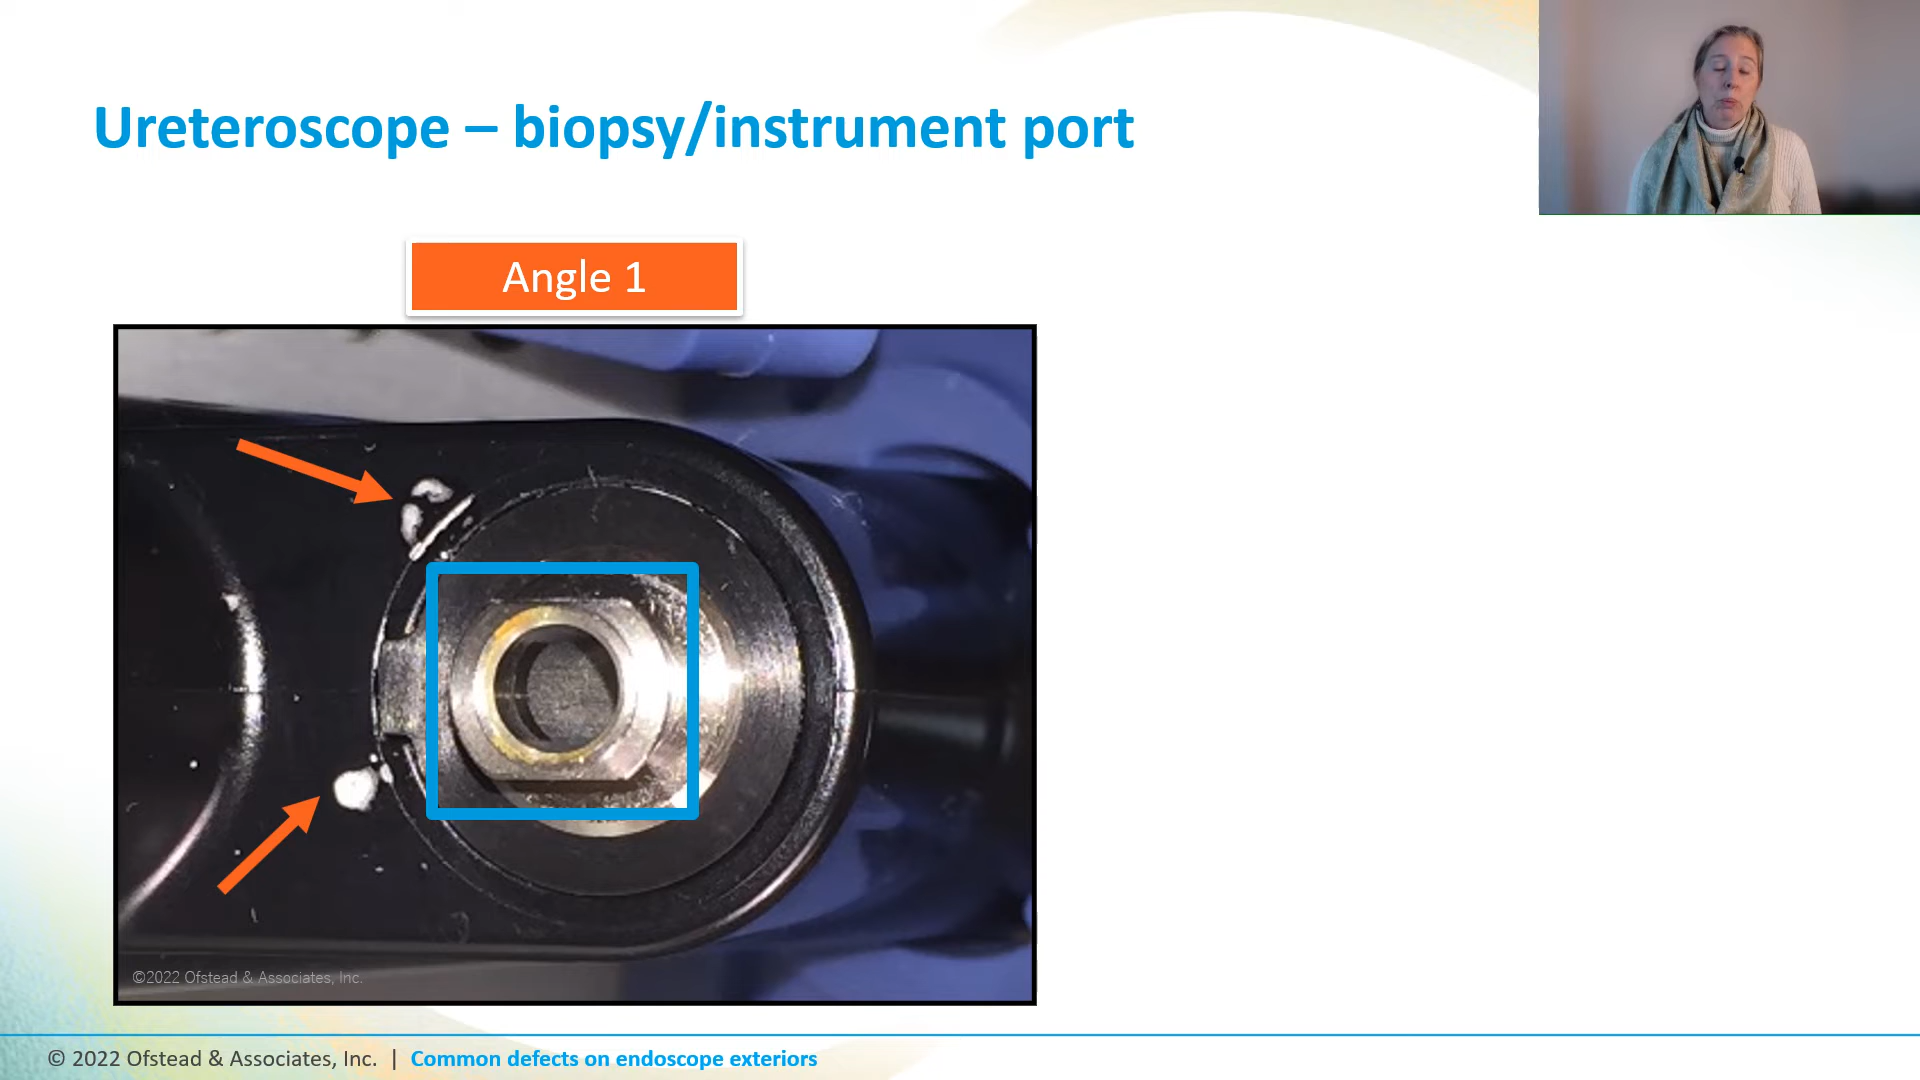 Ureteroscope – biopsy/instrument port
Angle 1
©2022 Ofstead & Associates, Inc.
© 2022 Ofstead & Associates, Inc. | Common defects on endoscope exteriors